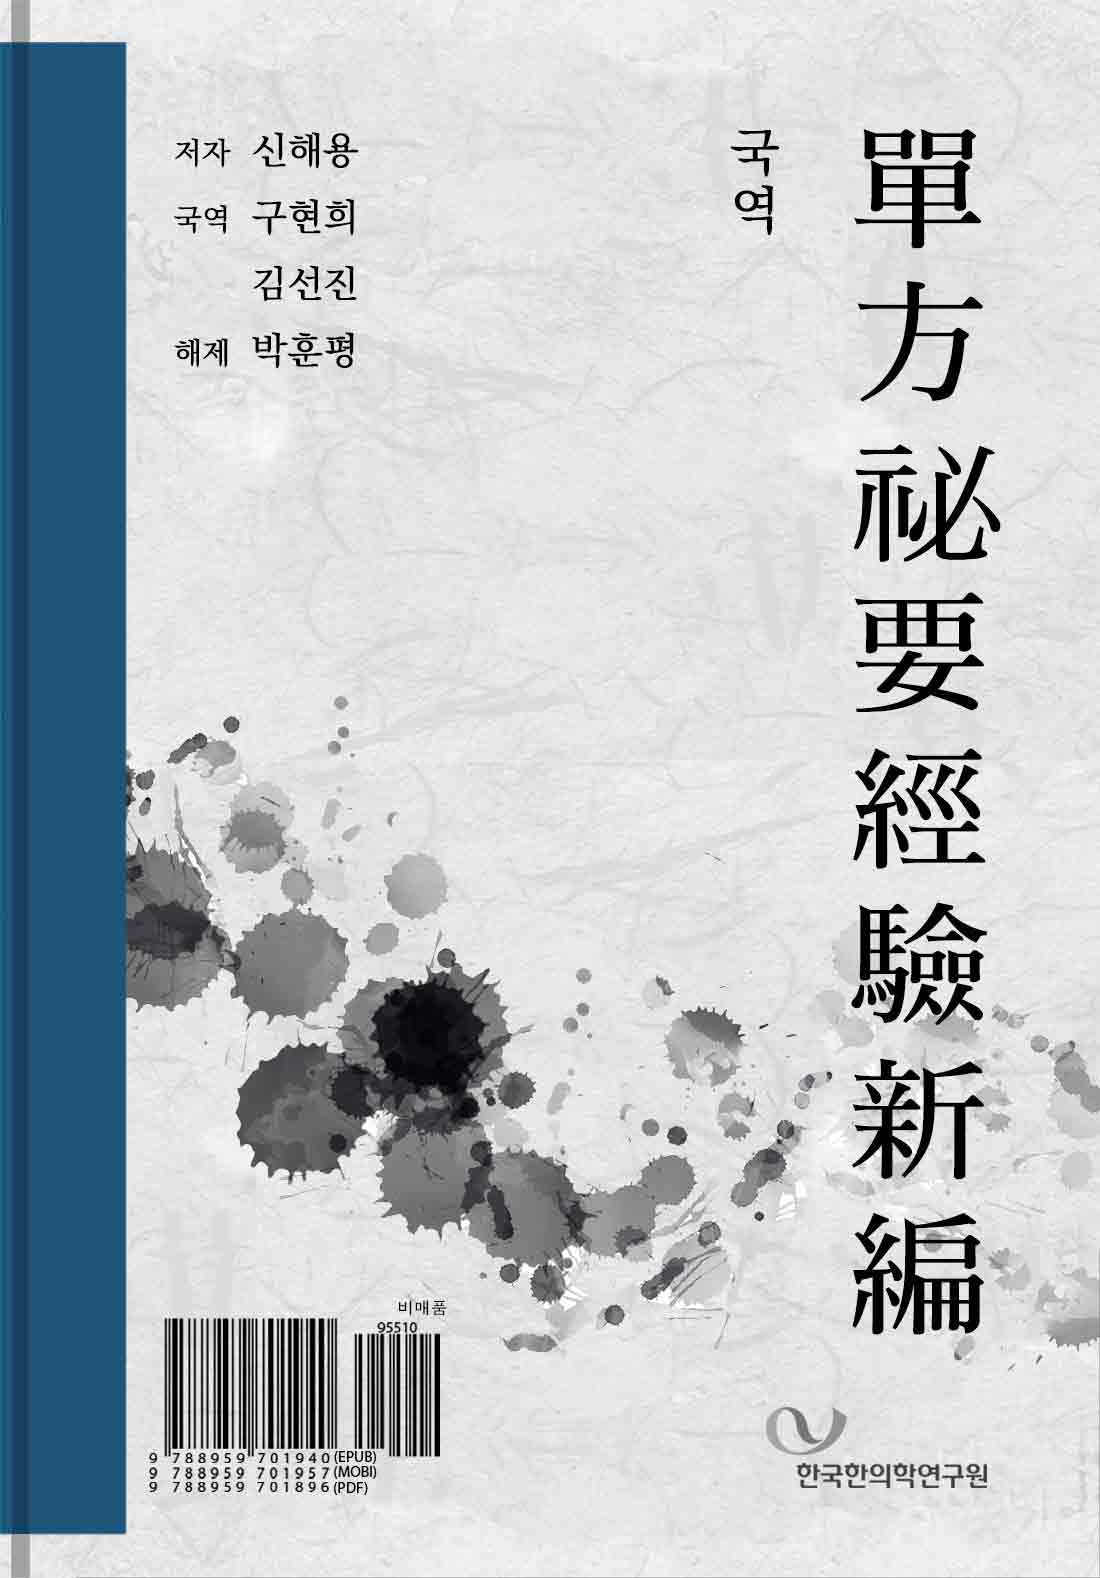 저자 신해용
국역 구현희
김선진
해제 박훈평
국역
單方祕要經驗新編
비매품
95510
9 788959 701940 (EPUB)
9 788959 701957 (MOBI)
9 788959 701896 (PDF)
한국한의학연구원